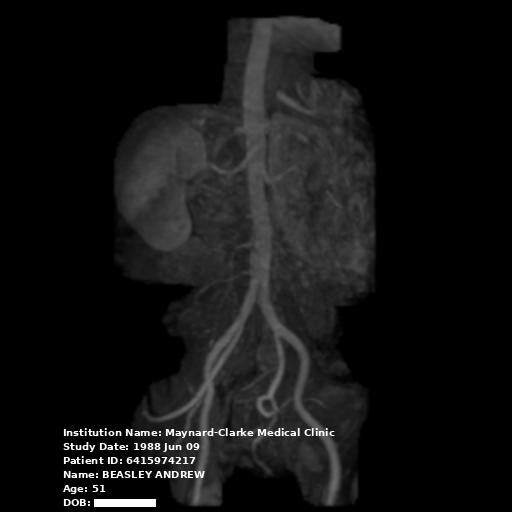 Institution Name: Maynard-Clarke Medical Clinic
Study Date: 1988 Jun 09
Patient ID: 6415974217
Name: BEASLEY ANDREW
Age: 51
DOB: